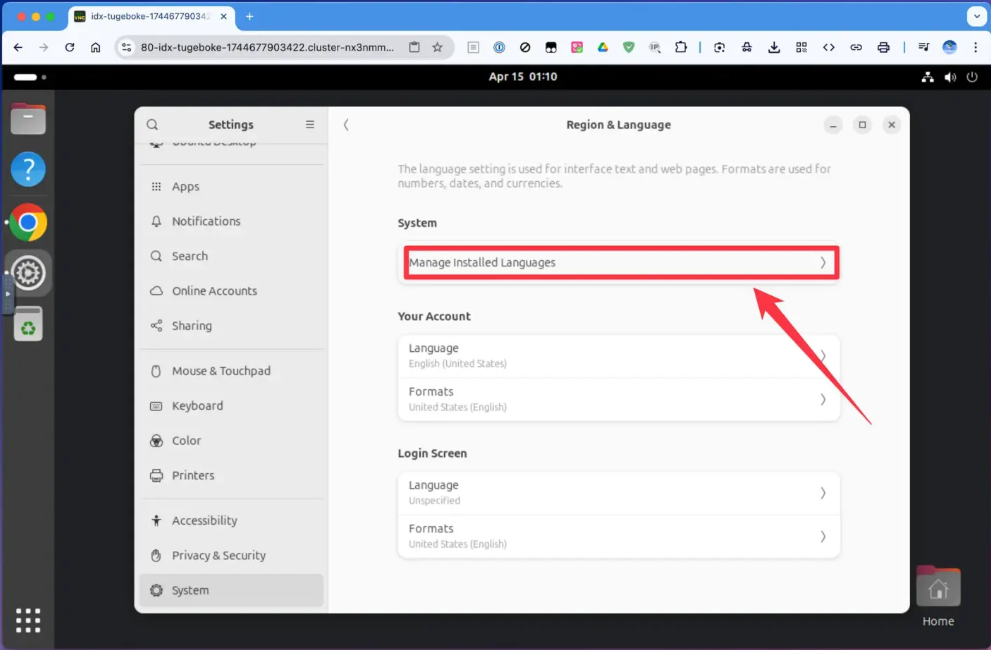 idx-tugeboke-17446779034
80-idx-tugeboke-1744677903422.cluster-nx3nmm...
Apr 15 01:10
Settings
Region & Language
Ubuntu Desktop
Apps
Notifications
Search
Online Accounts
Sharing
Mouse & Touchpad
Keyboard
Color
Printers
Accessibility
Privacy & Security
System
The language setting is used for interface text and web pages. Formats are used for
numbers, dates, and currencies.
System
Manage Installed Languages
Your Account
Language
English (United States)
Formats
United States (English)
Login Screen
Language
Unspecified
Formats
United States (English)
Home